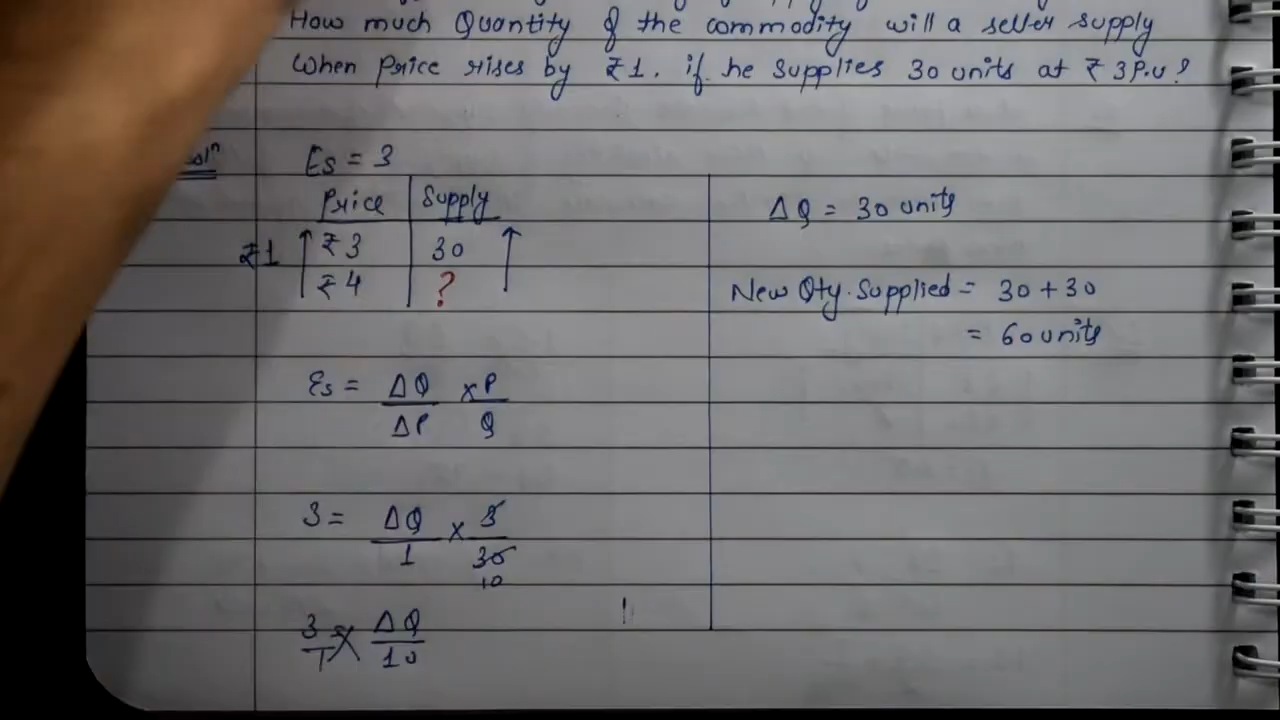 How much Quantity of the commodity will a seller supply
when price rises by ₹1. if he supplies 30 units at ₹ 3P.u?
Es = 3
Price Supply
₹1 ₹3 30
₹4 ?
Es = ΔQ/ΔP × P/Q
3 = ΔQ/1 × 3/30
10
3/1 = ΔQ/10
ΔQ = 30 units
New Qty. Supplied = 30 + 30
= 60 units